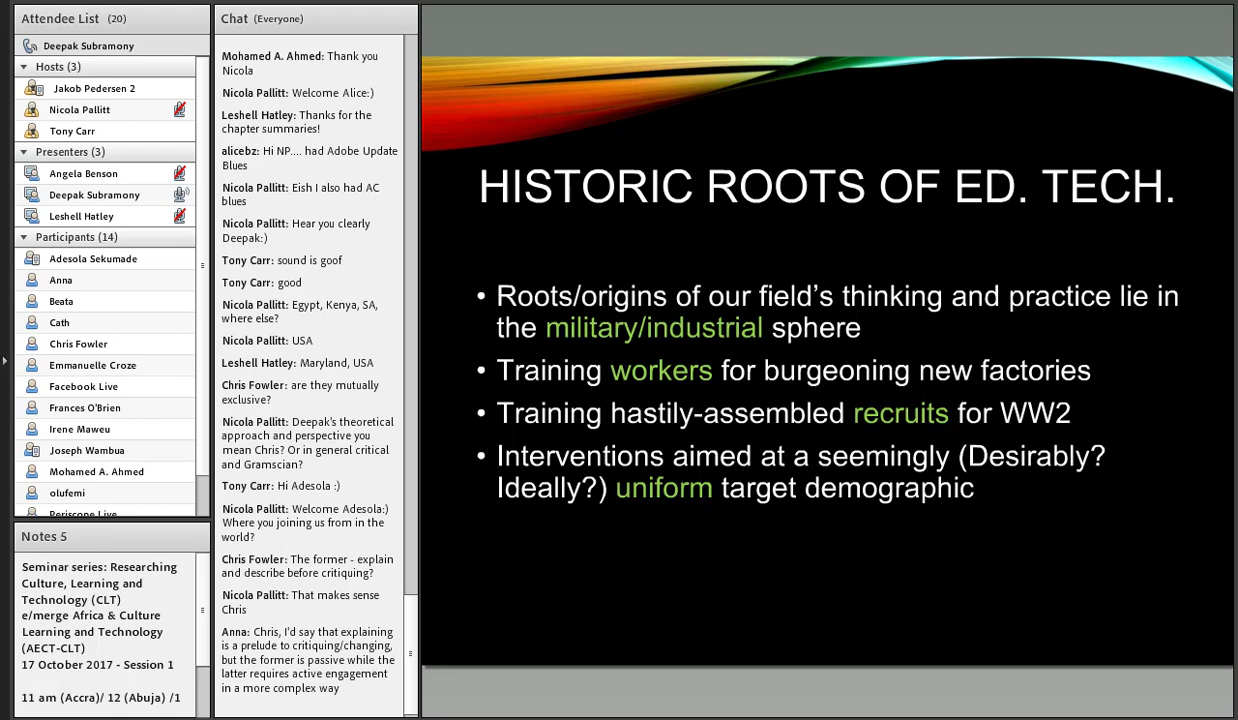 Attendee List (20)
Deepak Subramony
Hosts (3)
Jakob Pedersen 2
Nicola Pallitt
Tony Carr
Presenters (3)
Angela Benson
Deepak Subramony
Leshell Hatley
Participants (14)
Adesola Sekumade
Anna
Beata
Cath
Chris Fowler
Emmanuelle Croze
Facebook Live
Frances O'Brien
Irene Maweu
Joseph Wambua
Mohamed A. Ahmed
olufemi
Periscope Live
Notes 5
Seminar series: Researching
Culture, Learning and
Technology (CLT)
e/merge Africa & Culture
Learning and Technology
(AECT-CLT)
17 October 2017 - Session 1
11 am (Accra)/ 12 (Abuja) /1
Chat (Everyone)
Mohamed A. Ahmed: Thank you
Nicola
Nicola Pallitt: Welcome Alice:)
Leshell Hatley: Thanks for the
chapter summaries!
alicebz: Hi NP.... had Adobe Update
Blues
Nicola Pallitt: Eish I also had AC
blues
Nicola Pallitt: Hear you clearly
Deepak:)
Tony Carr: sound is goof
Tony Carr: good
Nicola Pallitt: Egypt, Kenya, SA,
where else?
Nicola Pallitt: USA
Leshell Hatley: Maryland, USA
Chris Fowler: are they mutually
exclusive?
Nicola Pallitt: Deepak's theoretical
approach and perspective you
mean Chris? Or in general critical
and Gramscian?
Tony Carr: Hi Adesola :)
Nicola Pallitt: Welcome Adesola:)
Where you joining us from in the
world?
Chris Fowler: The former - explain
and describe before critiquing?
Nicola Pallitt: That makes sense
Chris
Anna: Chris, I'd say that explaining
is a prelude to critiquing/changing,
but the former is passive while the
latter requires active engagement
in a more complex way
HISTORIC ROOTS OF ED. TECH.
• Roots/origins of our field's thinking and practice lie in
the military/industrial sphere
• Training workers for burgeoning new factories
• Training hastily-assembled recruits for WW2
• Interventions aimed at a seemingly (Desirably?
Ideally?) uniform target demographic